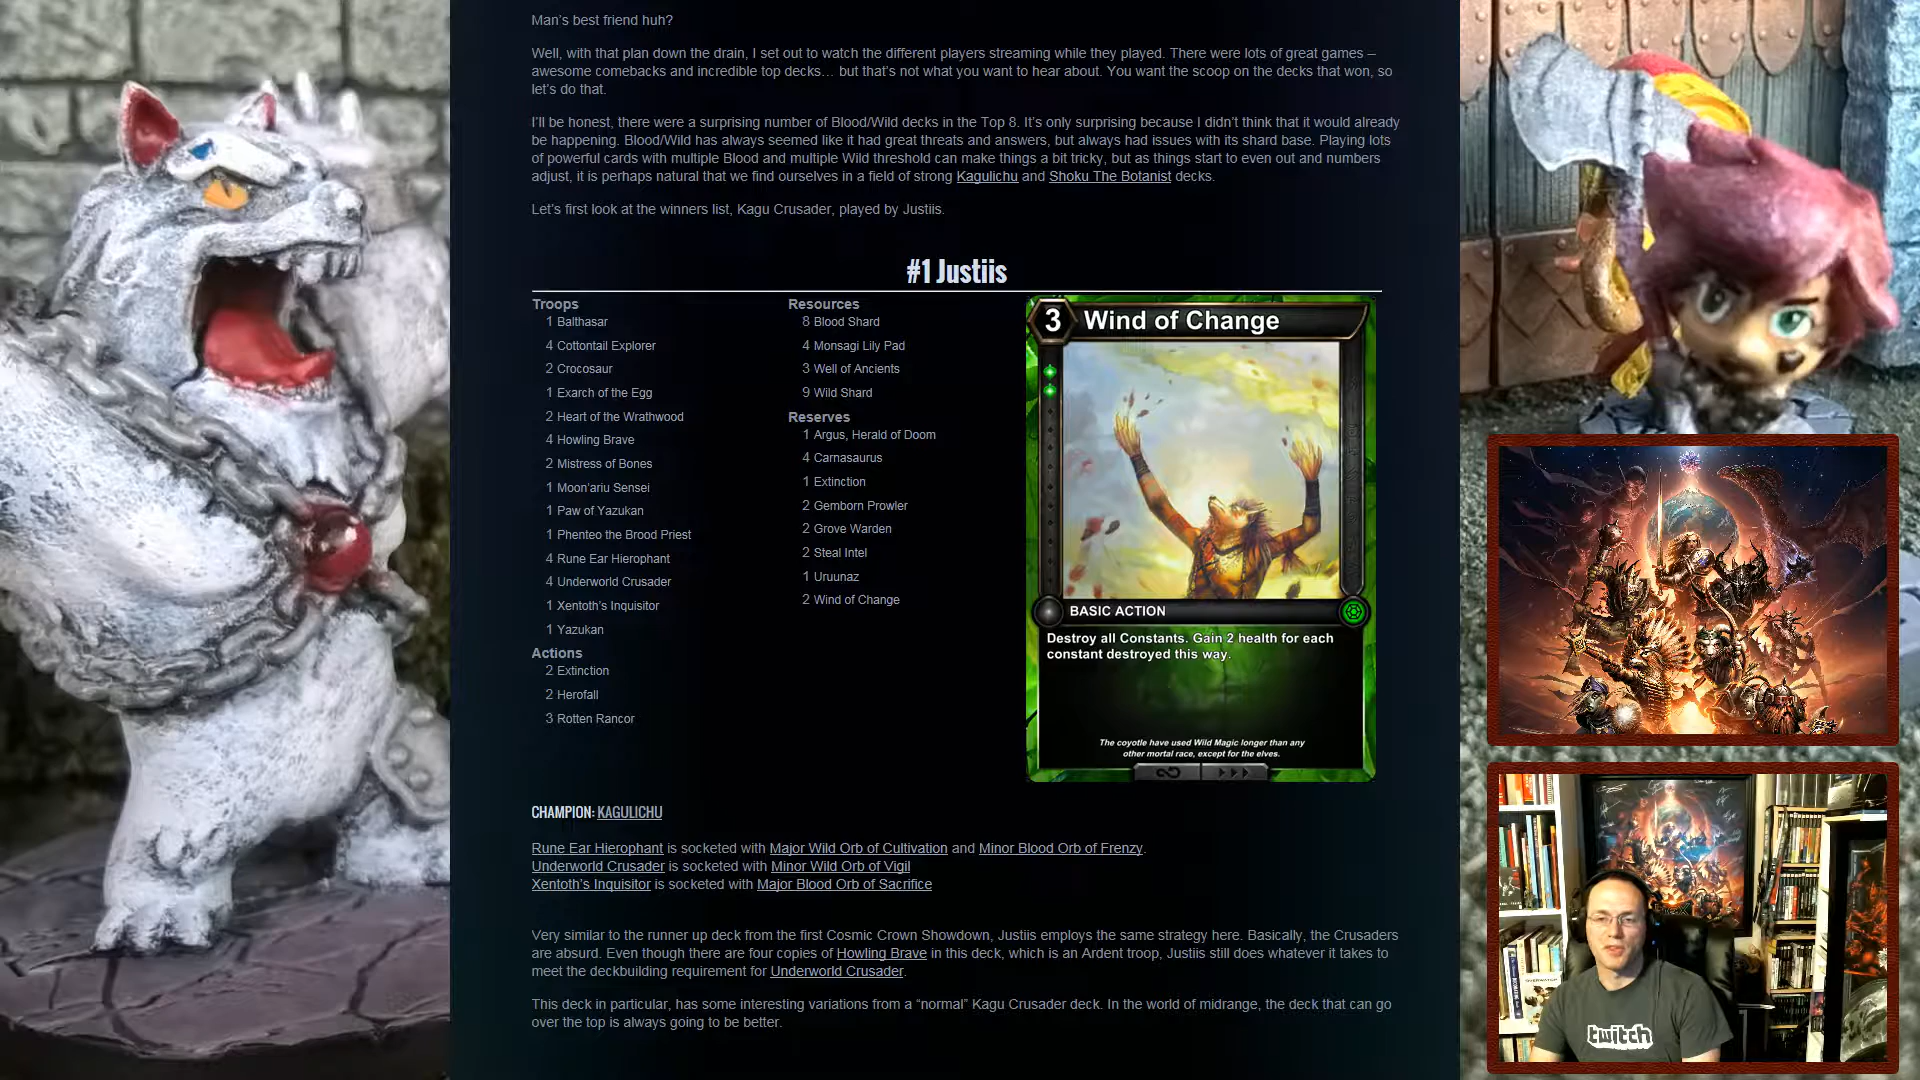 Man's best friend huh?
Well, with that plan down the drain, I set out to watch the different players streaming while they played. There were lots of great games –
awesome comebacks and incredible top decks… but that's not what you want to hear about. You want the scoop on the decks that won, so
let's do that.
I'll be honest, there were a surprising number of Blood/Wild decks in the Top 8. It's only surprising because I didn't think that it would already
be happening. Blood/Wild has always seemed like it had great threats and answers, but always had issues with its shard base. Playing lots
of powerful cards with multiple Blood and multiple Wild threshold can make things a bit tricky, but as things start to even out and numbers
adjust, it is perhaps natural that we find ourselves in a field of strong Kagulichu and Shoku The Botanist decks.
Let's first look at the winners list, Kagu Crusader, played by Justiis.
#1 Justiis
Troops
1 Balthasar
4 Cottontail Explorer
2 Crocosaur
1 Exarch of the Egg
2 Heart of the Wrathwood
4 Howling Brave
2 Mistress of Bones
1 Moon'ariu Sensei
1 Paw of Yazukan
1 Phenteo the Brood Priest
4 Rune Ear Hierophant
4 Underworld Crusader
1 Xentoth's Inquisitor
1 Yazukan
Actions
2 Extinction
2 Herofall
3 Rotten Rancor
Resources
8 Blood Shard
4 Monsagi Lily Pad
3 Well of Ancients
9 Wild Shard
Reserves
1 Argus, Herald of Doom
4 Carnasaurus
1 Extinction
2 Gemborn Prowler
2 Grove Warden
2 Steal Intel
1 Uruunaz
2 Wind of Change
3 Wind of Change
BASIC ACTION
Destroy all Constants. Gain 2 health for each
constant destroyed this way.
The coyotle have used Wild Magic longer than any
other mortal race, except for the elves.
CHAMPION: KAGULICHU
Rune Ear Hierophant is socketed with Major Wild Orb of Cultivation and Minor Blood Orb of Frenzy.
Underworld Crusader is socketed with Minor Wild Orb of Vigil
Xentoth's Inquisitor is socketed with Major Blood Orb of Sacrifice
Very similar to the runner up deck from the first Cosmic Crown Showdown, Justiis employs the same strategy here. Basically, the Crusaders
are absurd. Even though there are four copies of Howling Brave in this deck, which is an Ardent troop, Justiis still does whatever it takes to
meet the deckbuilding requirement for Underworld Crusader.
This deck in particular, has some interesting variations from a “normal” Kagu Crusader deck. In the world of midrange, the deck that can go
over the top is always going to be better.
twitch